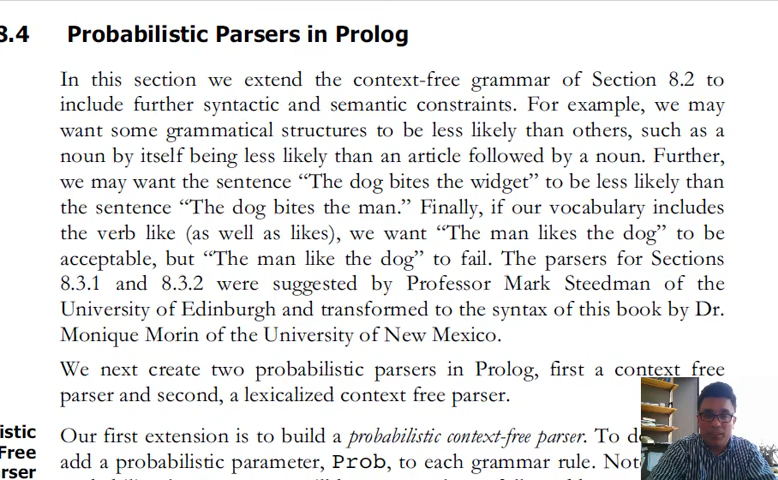 8.4 Probabilistic Parsers in Prolog
In this section we extend the context-free grammar of Section 8.2 to
include further syntactic and semantic constraints. For example, we may
want some grammatical structures to be less likely than others, such as a
noun by itself being less likely than an article followed by a noun. Further,
we may want the sentence “The dog bites the widget” to be less likely than
the sentence “The dog bites the man.” Finally, if our vocabulary includes
the verb like (as well as likes), we want “The man likes the dog” to be
acceptable, but “The man like the dog” to fail. The parsers for Sections
8.3.1 and 8.3.2 were suggested by Professor Mark Steedman of the
University of Edinburgh and transformed to the syntax of this book by Dr.
Monique Morin of the University of New Mexico.
We next create two probabilistic parsers in Prolog, first a context free
parser and second, a lexicalized context free parser.
istic
Free
rser
Our first extension is to build a probabilistic context-free parser. To
add a probabilistic parameter, Prob, to each grammar rule.